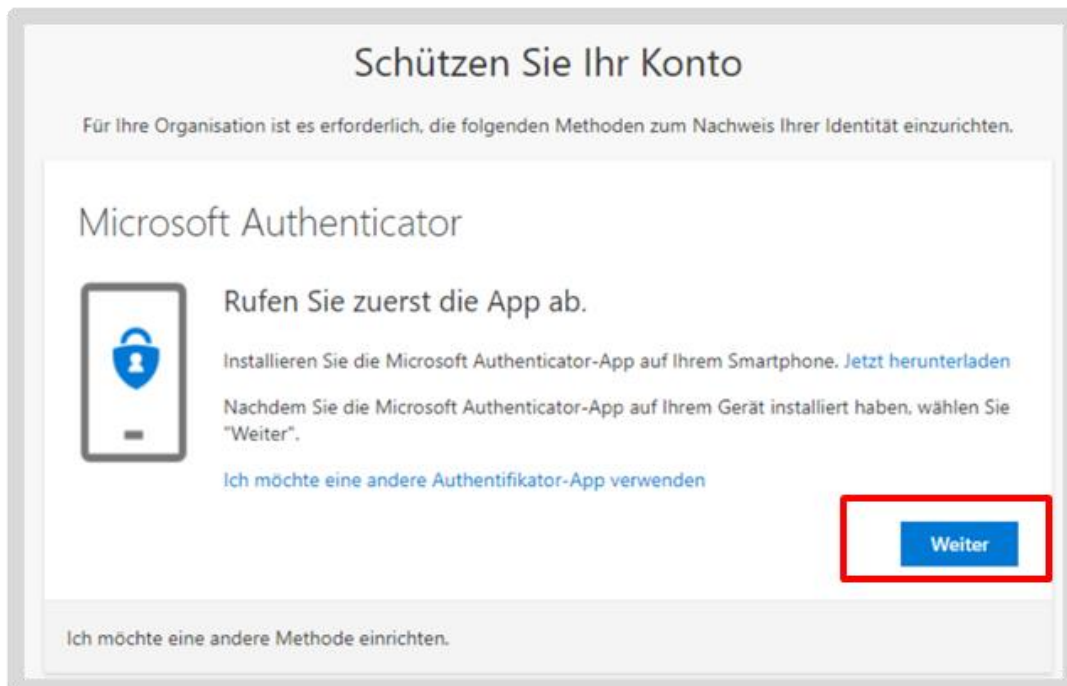 Schützen Sie Ihr Konto
Für Ihre Organisation ist es erforderlich, die folgenden Methoden zum Nachweis Ihrer Identität einzurichten.
Microsoft Authenticator
Rufen Sie zuerst die App ab.
Installieren Sie die Microsoft Authenticator-App auf Ihrem Smartphone. Jetzt herunterladen
Nachdem Sie die Microsoft Authenticator-App auf Ihrem Gerät installiert haben, wählen Sie
"Weiter".
Ich möchte eine andere Authentifikator-App verwenden
Weiter
Ich möchte eine andere Methode einrichten.